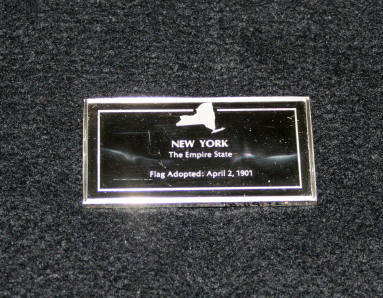 NEW YORK
The Empire State
Flag Adopted: April 2, 1901